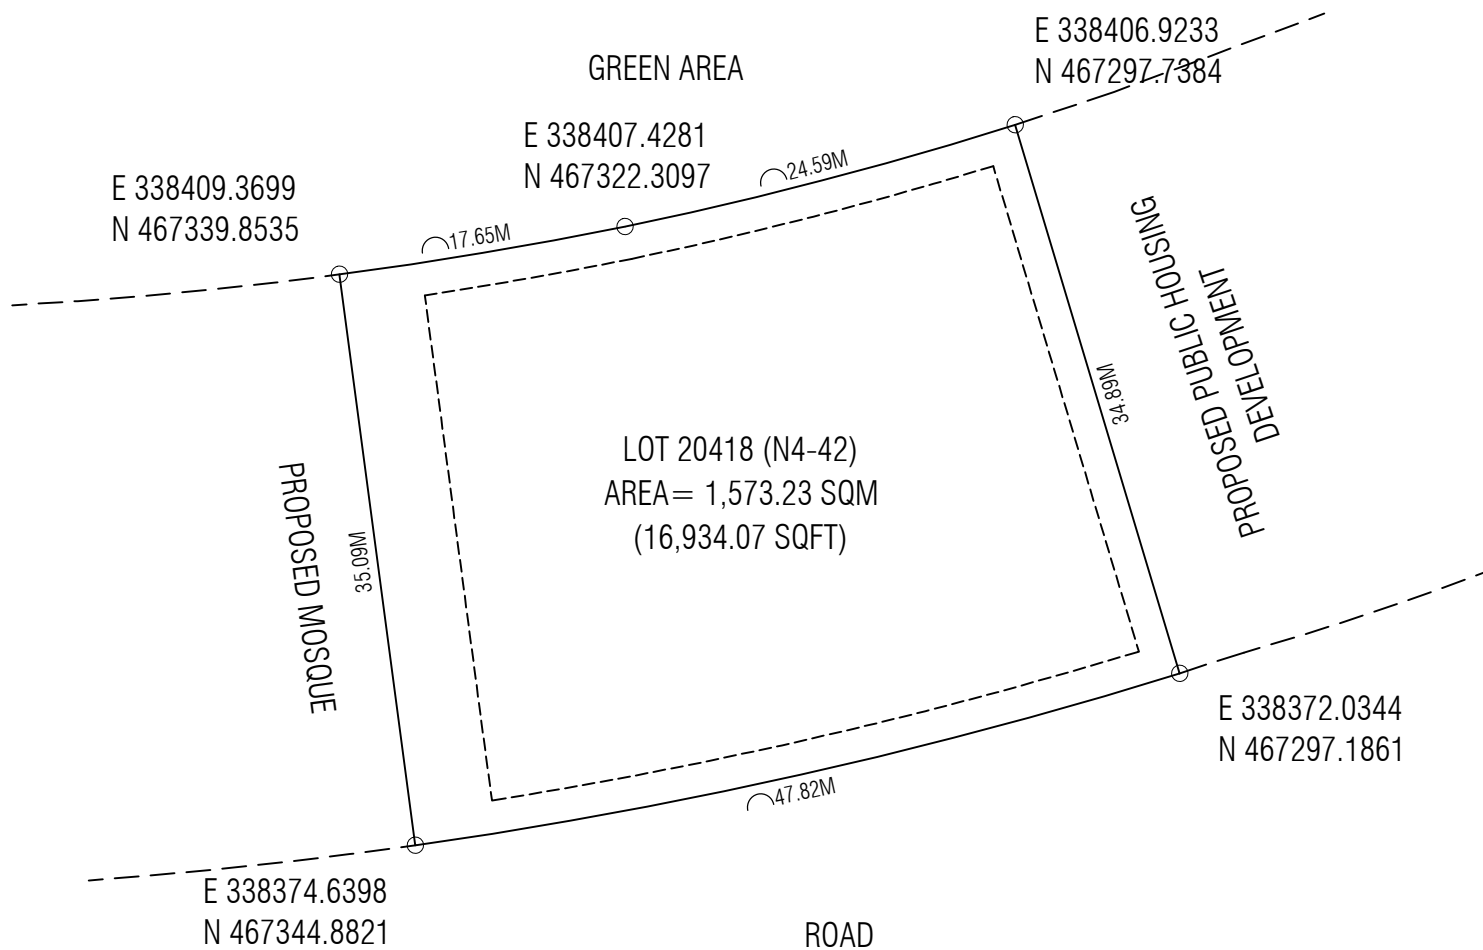 E 338406.9233
N 467297.7384
GREEN AREA
E 338407.4281
N 467322.3097
24.59M
E 338409.3699
N 467339.8535
17.65M
PROPOSED PUBLIC HOUSING
DEVELOPMENT
34.89M
LOT 20418 (N4-42)
AREA= 1,573.23 SQM
(16,934.07 SQFT)
PROPOSED MOSQUE
35.09M
E 338372.0344
N 467297.1861
47.82M
E 338374.6398
N 467344.8821
ROAD